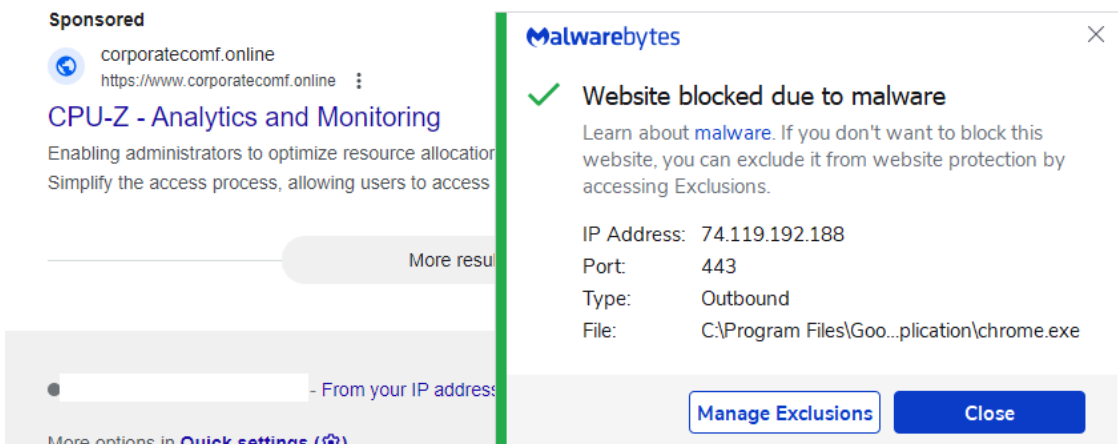 Sponsored
corporatecomf.online
https://www.corporatecomf.online
CPU-Z - Analytics and Monitoring
Enabling administrators to optimize resource allocation
Simplify the access process, allowing users to access
More resul
- From your IP address
More options in Quick settings
Malwarebytes
Website blocked due to malware
Learn about malware. If you don't want to block this
website, you can exclude it from website protection by
accessing Exclusions.
IP Address: 74.119.192.188
Port: 443
Type: Outbound
File: C:\Program Files\Goo...plication\chrome.exe
Manage Exclusions
Close